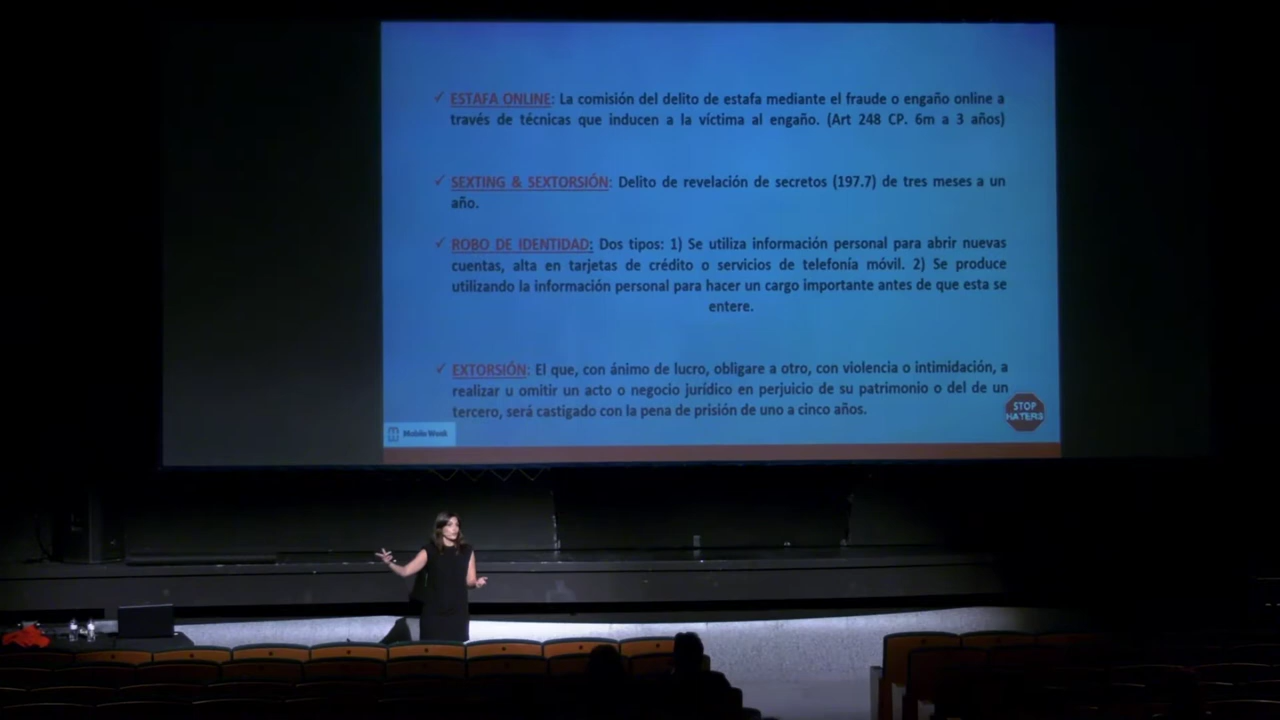 ✓ ESTAFA ONLINE: La comisión del delito de estafa mediante el fraude o engaño online a
través de técnicas que inducen a la víctima al engaño. (Art 248 CP. 6m a 3 años)
✓ SEXTING & SEXTORSIÓN: Delito de revelación de secretos (197.7) de tres meses a un
año.
✓ ROBO DE IDENTIDAD: Dos tipos: 1) Se utiliza información personal para abrir nuevas
cuentas, alta en tarjetas de crédito o servicios de telefonía móvil. 2) Se produce
utilizando la información personal para hacer un cargo importante antes de que esta se
entere.
✓ EXTORSIÓN: El que, con ánimo de lucro, obligare a otro, con violencia o intimidación, a
realizar u omitir un acto o negocio jurídico en perjuicio de su patrimonio o del de un
tercero, será castigado con la pena de prisión de uno a cinco años.
STOP
HATERS
Mobile Week